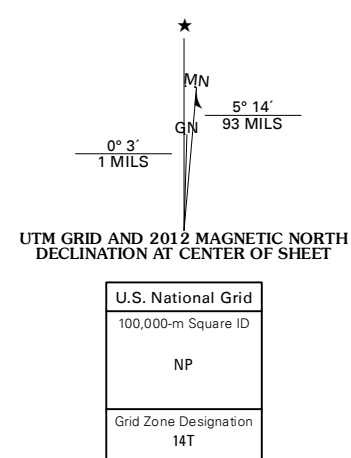 ★
MN
5° 14´
93 MILS
GN
0° 3´
1 MILS
UTM GRID AND 2012 MAGNETIC NORTH
DECLINATION AT CENTER OF SHEET
U.S. National Grid
100,000-m Square ID
NP
Grid Zone Designation
14T